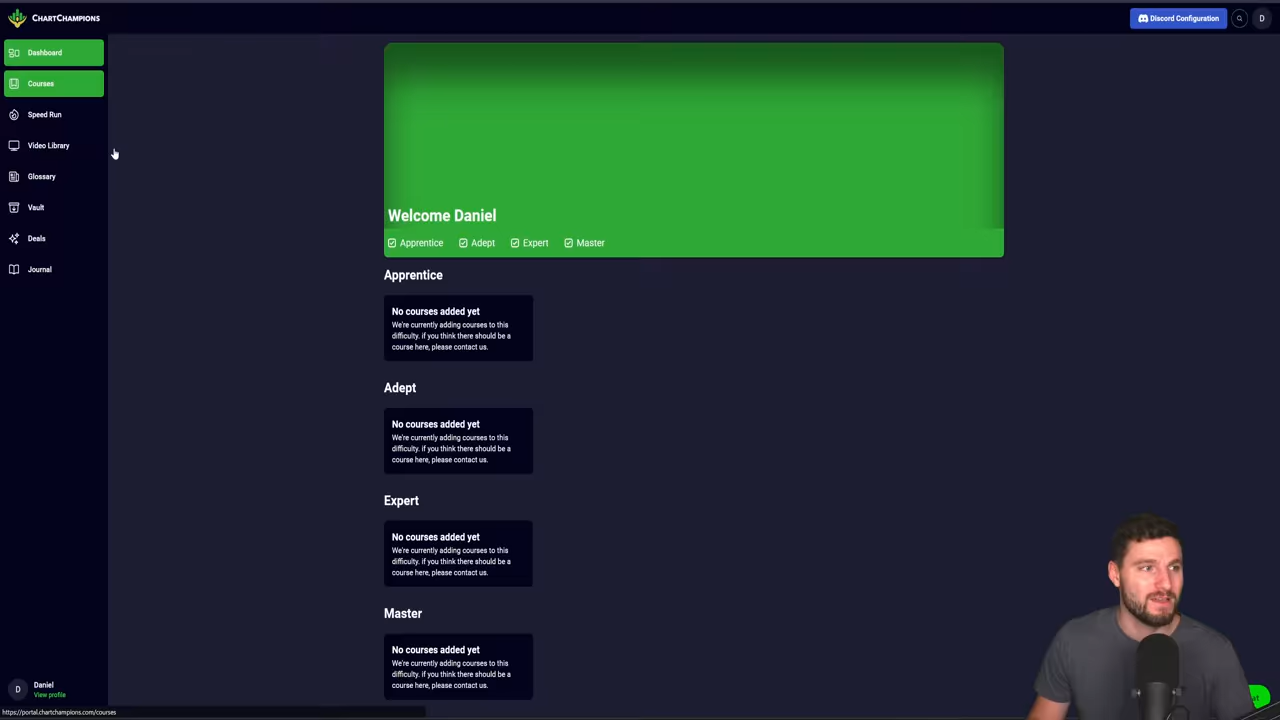 ChartChampions
Discord Configuration
D
Dashboard
Courses
Speed Run
Video Library
Glossary
Vault
Deals
Journal
Welcome Daniel
Apprentice
Adept
Expert
Master
Apprentice
No courses added yet
We're currently adding courses to this
difficulty. if you think there should be a
course here, please contact us.
Adept
No courses added yet
We're currently adding courses to this
difficulty. if you think there should be a
course here, please contact us.
Expert
No courses added yet
We're currently adding courses to this
difficulty. if you think there should be a
course here, please contact us.
Master
No courses added yet
We're currently adding courses to this
difficulty. if you think there should be a
course here, please contact us.
D
Daniel
View profile
https://portal.chartchampions.com/courses